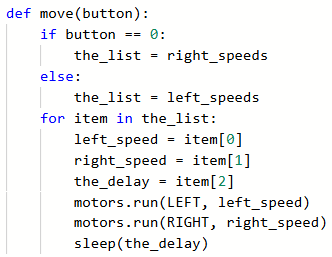 def move(button):
    if button == 0:
        the_list = right_speeds
    else:
        the_list = left_speeds
    for item in the_list:
        left_speed = item[0]
        right_speed = item[1]
        the_delay = item[2]
        motors.run(LEFT, left_speed)
        motors.run(RIGHT, right_speed)
        sleep(the_delay)